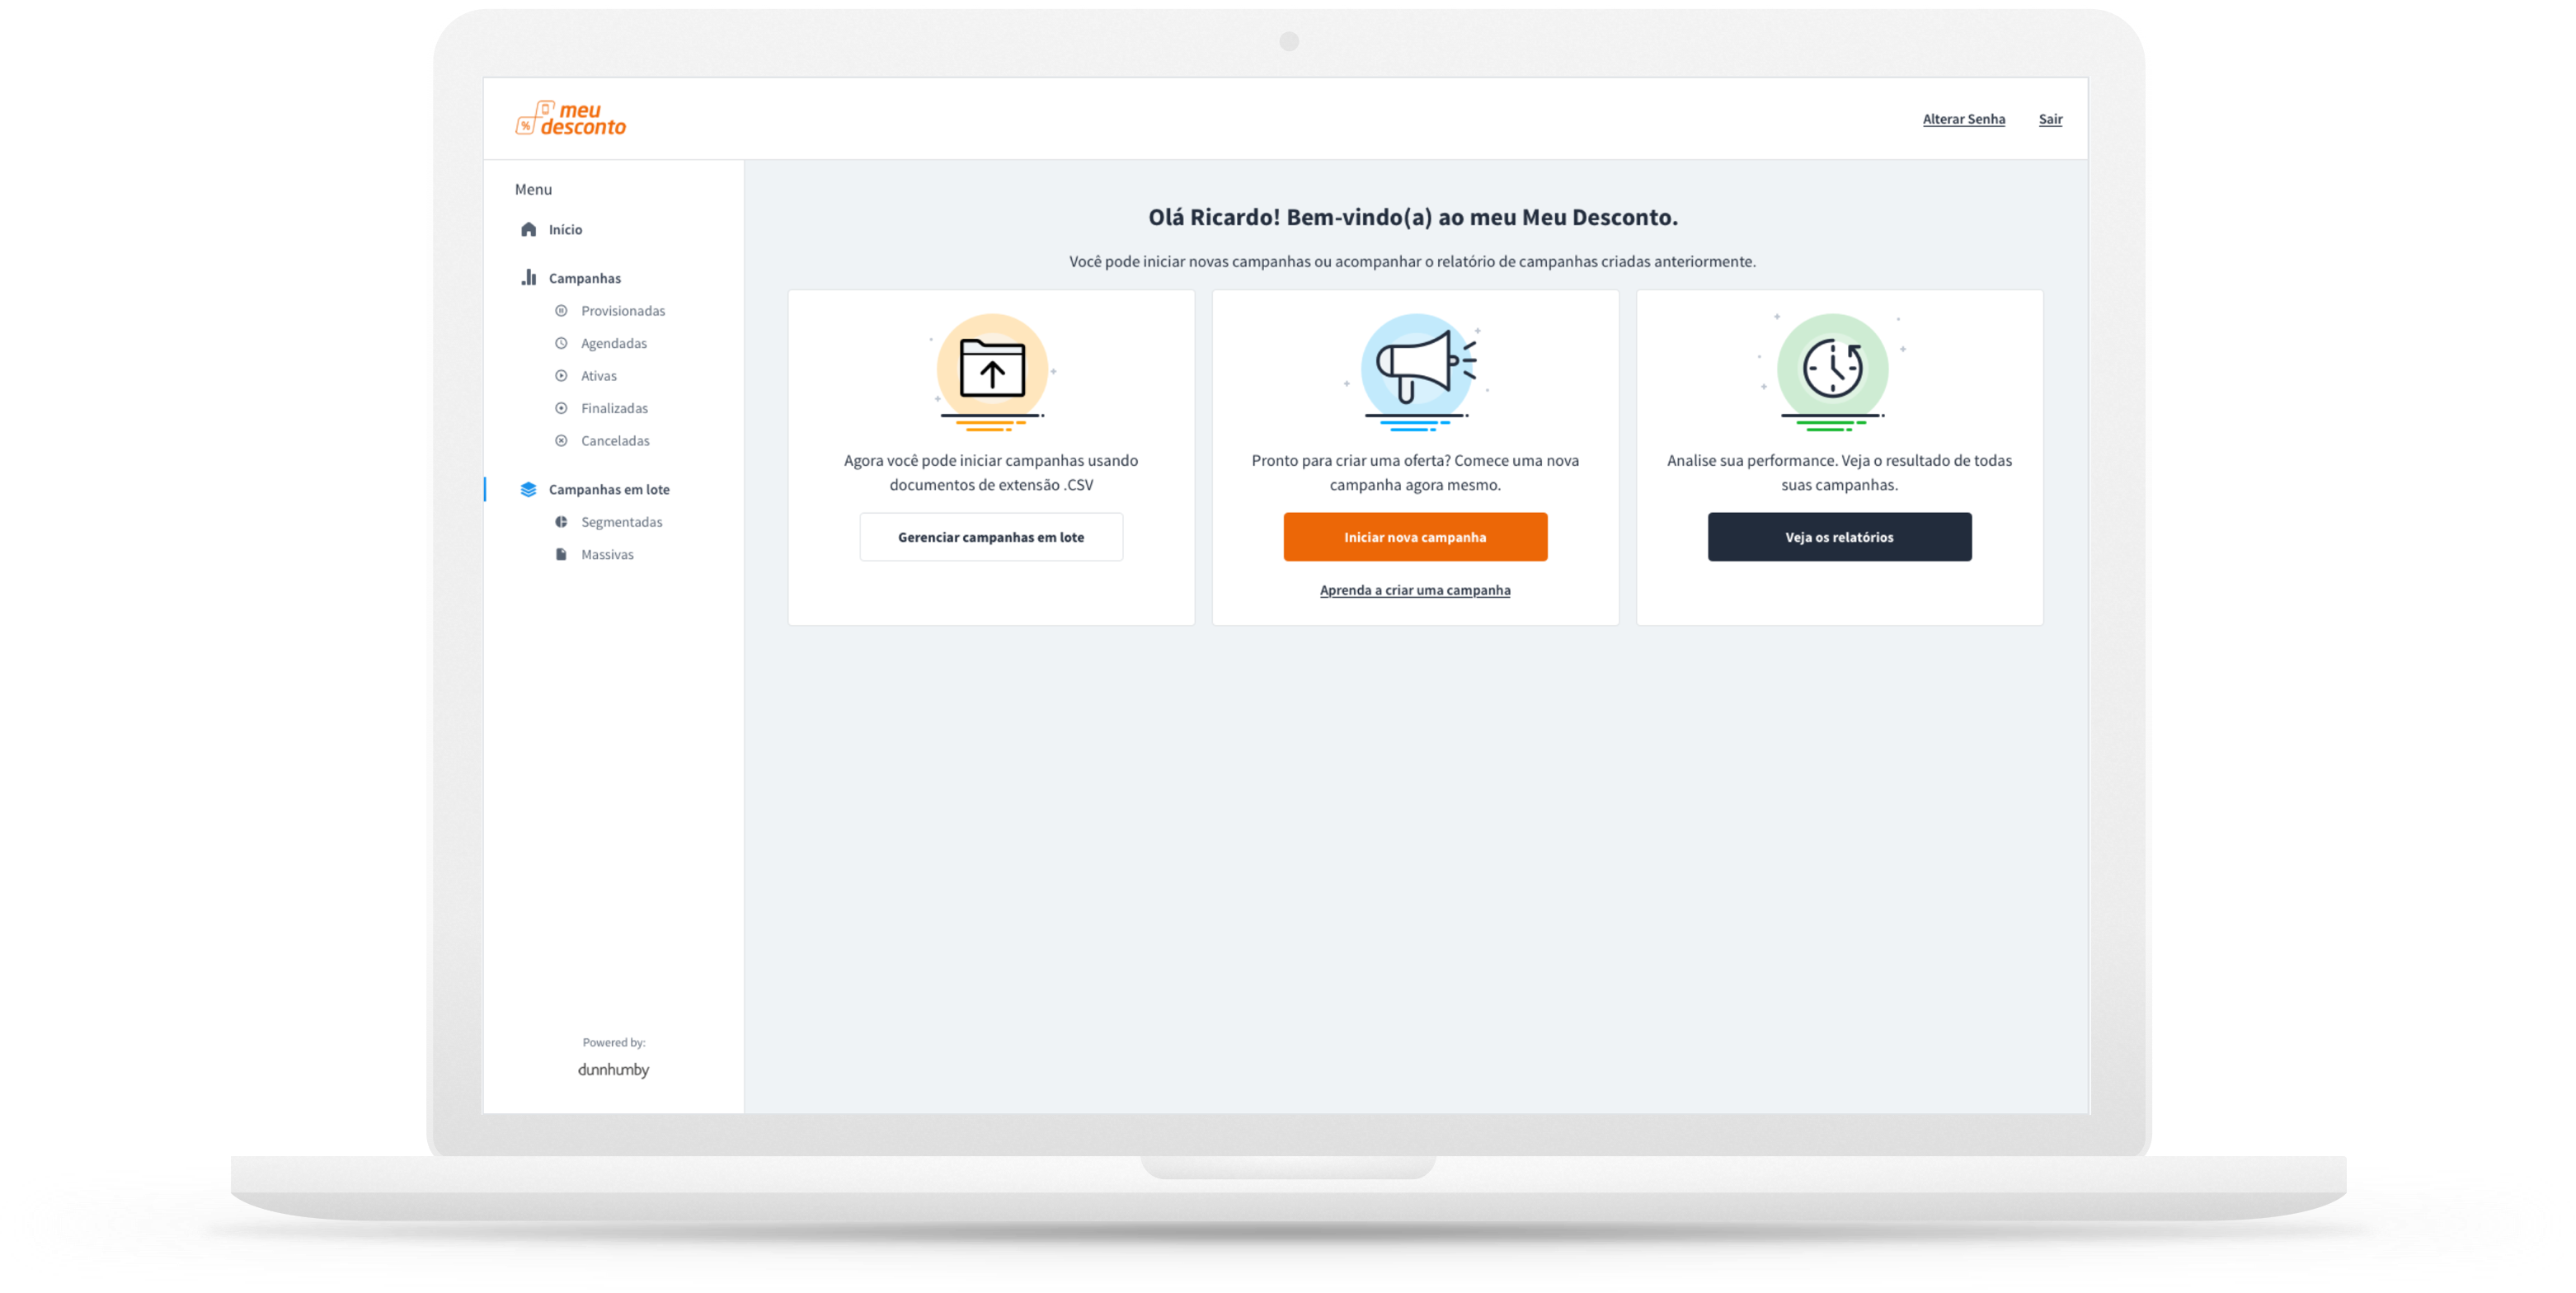 meu
% desconto
Alterar Senha
Sair
Menu
Início
Campanhas
Provisionadas
Agendadas
Ativas
Finalizadas
Canceladas
Campanhas em lote
Segmentadas
Massivas
Powered by:
dunnhumby
Olá Ricardo! Bem-vindo(a) ao meu Meu Desconto.
Você pode iniciar novas campanhas ou acompanhar o relatório de campanhas criadas anteriormente.
Agora você pode iniciar campanhas usando
documentos de extensão .CSV
Gerenciar campanhas em lote
Pronto para criar uma oferta? Comece uma nova
campanha agora mesmo.
Iniciar nova campanha
Aprenda a criar uma campanha
Analise sua performance. Veja o resultado de todas
suas campanhas.
Veja os relatórios